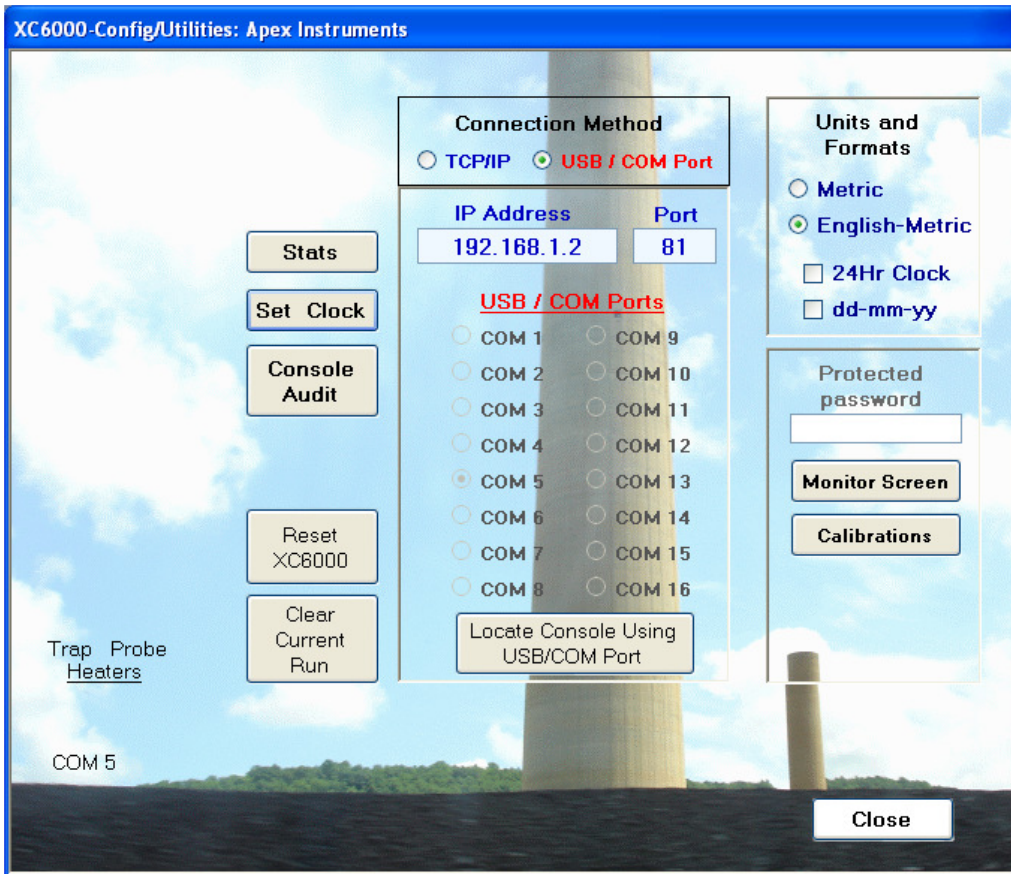 XC6000-Config/Utilities: Apex Instruments
Connection Method
TCP/IP USB / COM Port
IP Address Port
192.168.1.2 81
USB / COM Ports
COM 1 COM 9
COM 2 COM 10
COM 3 COM 11
COM 4 COM 12
COM 5 COM 13
COM 6 COM 14
COM 7 COM 15
COM 8 COM 16
Locate Console Using
USB/COM Port
Stats
Set Clock
Console
Audit
Reset
XC6000
Clear
Current
Run
Trap Probe
Heaters
COM 5
Units and
Formats
Metric
English-Metric
24Hr Clock
dd-mm-yy
Protected
password
Monitor Screen
Calibrations
Close